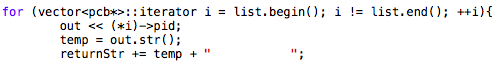 for (vector<pcb*>::iterator i = list.begin(); i != list.end(); ++i){
out << (*i)->pid;
temp = out.str();
returnStr += temp + "           ";